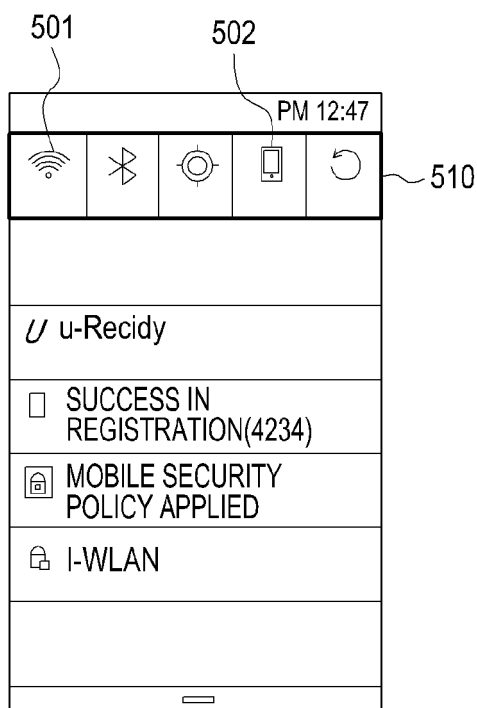 501
502
PM 12:47
510
U u-Recidy
SUCCESS IN
REGISTRATION(4234)
MOBILE SECURITY
POLICY APPLIED
I-WLAN